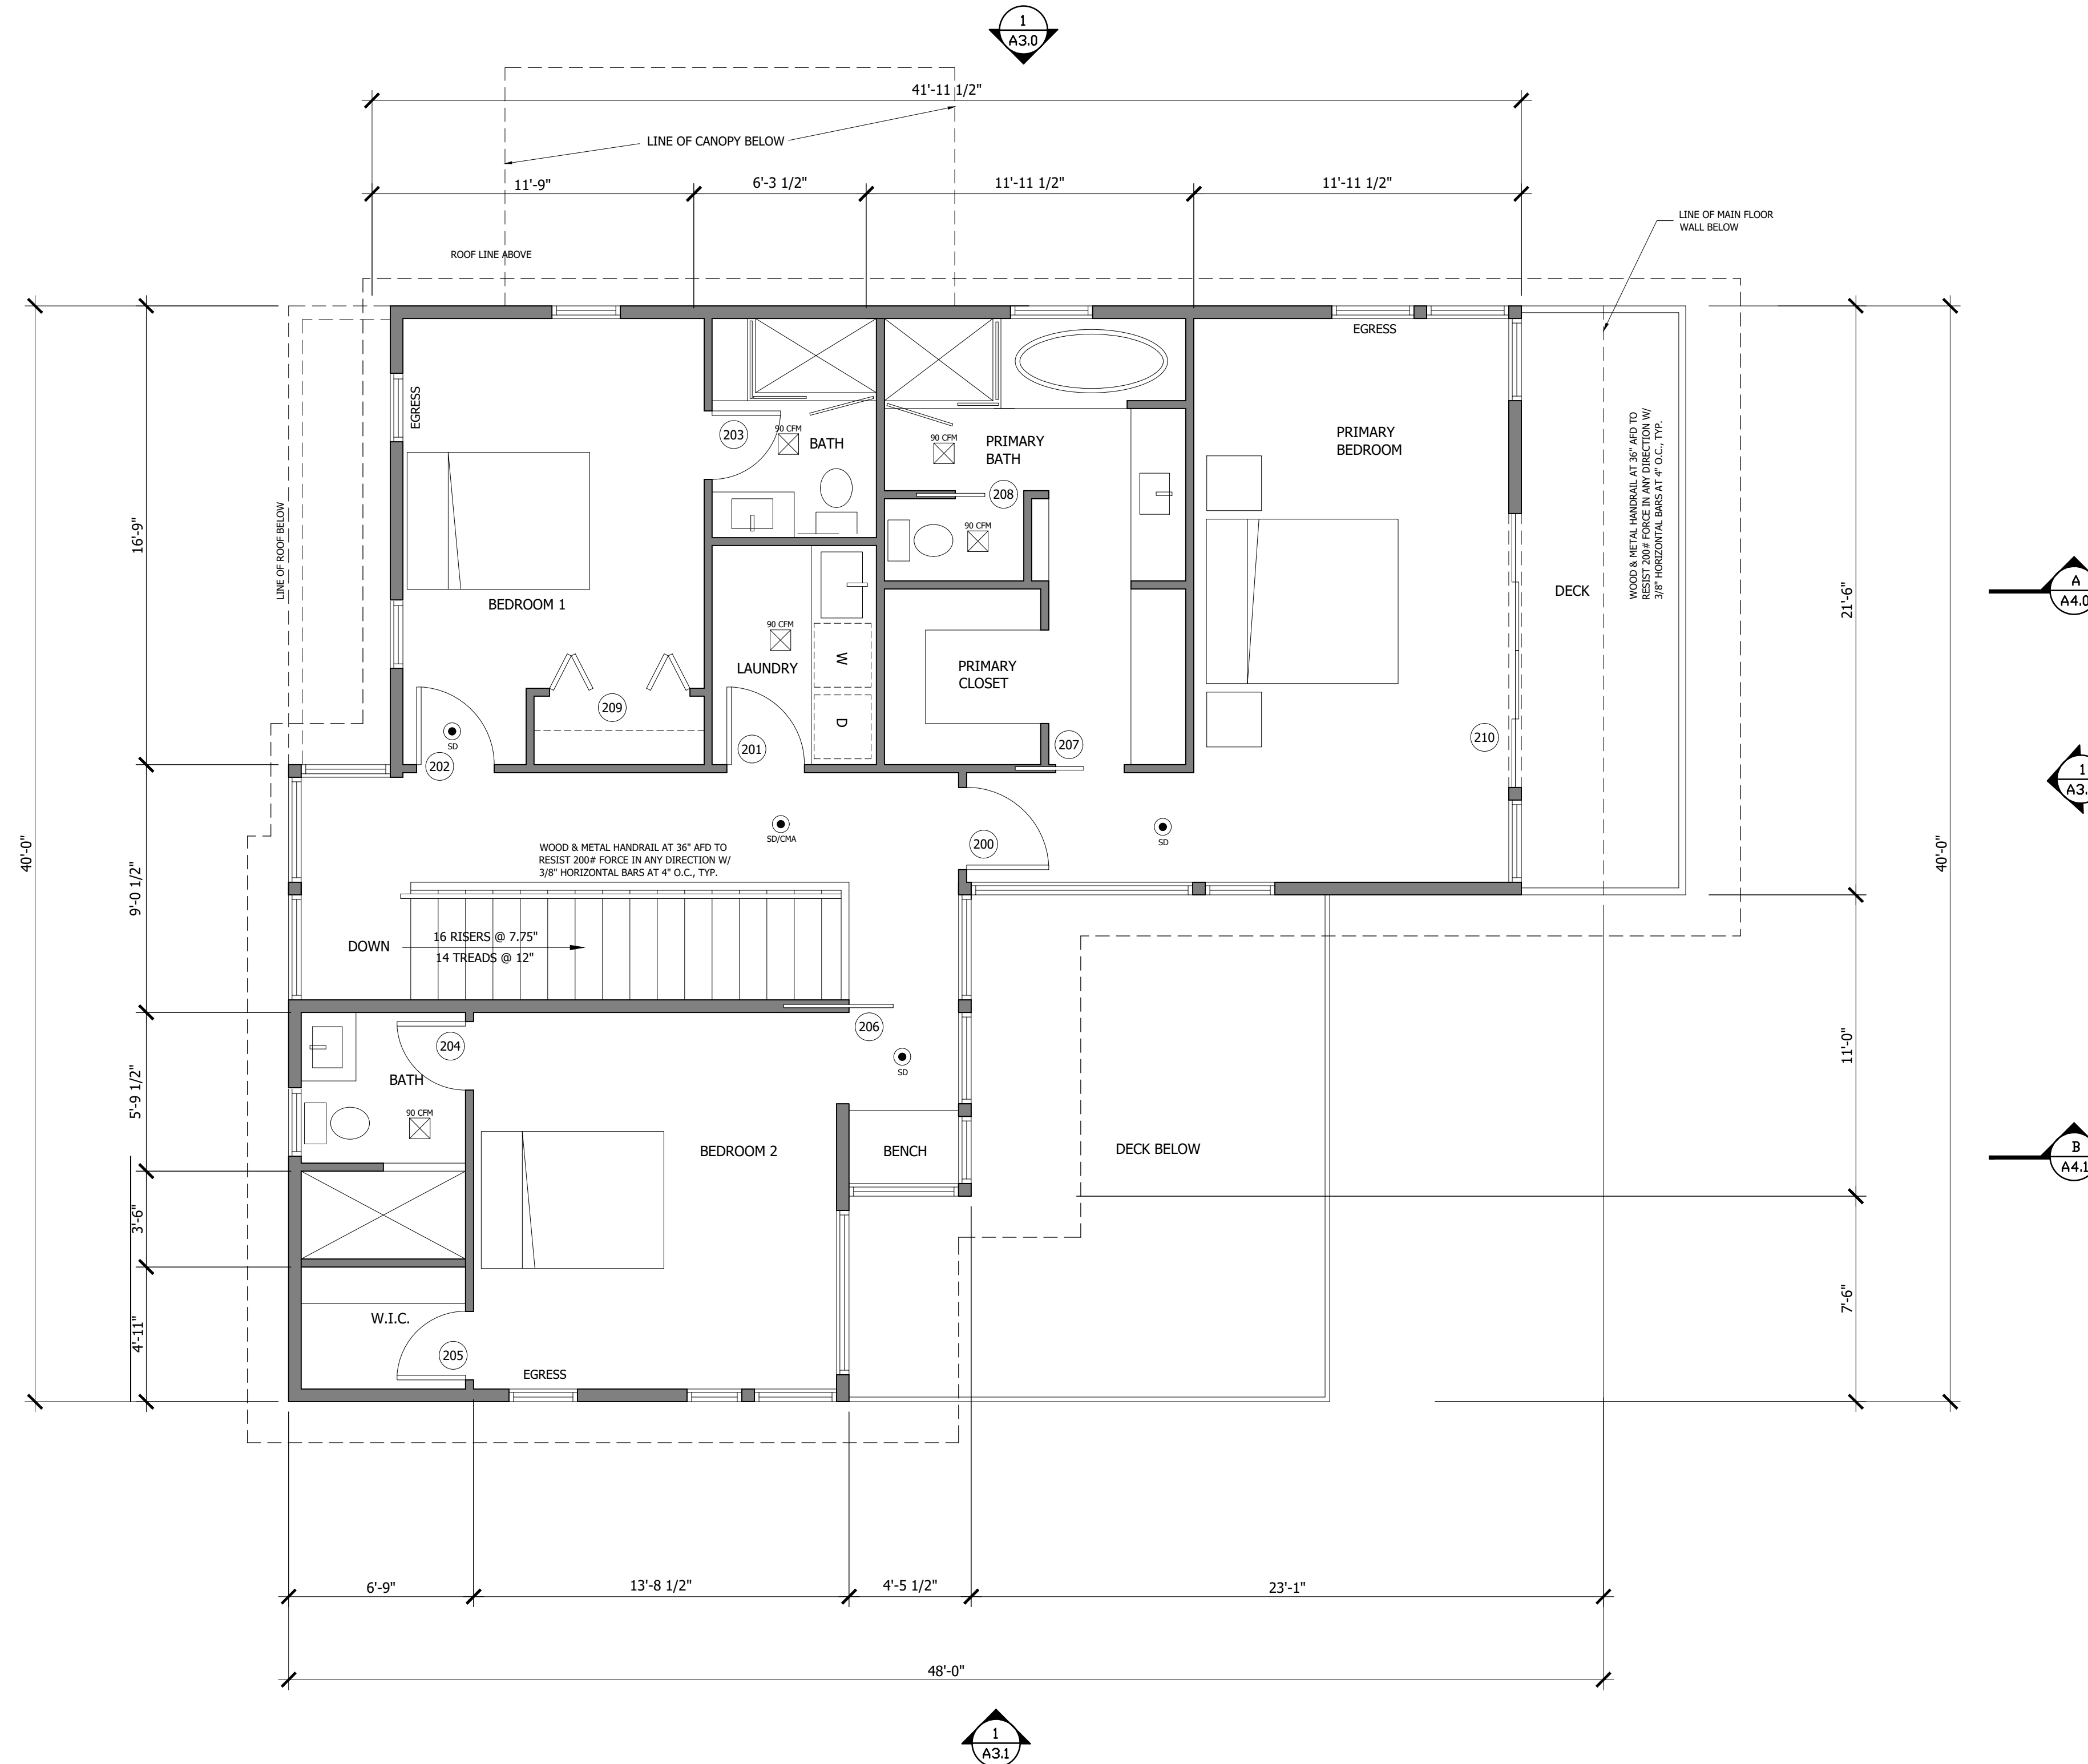 1
A3.0
41'-11 1/2"
LINE OF CANOPY BELOW
11'-9"
6'-3 1/2"
11'-11 1/2"
11'-11 1/2"
LINE OF MAIN FLOOR
WALL BELOW
ROOF LINE ABOVE
EGRESS
EGRESS
203
90 CFM
BATH
90 CFM
PRIMARY
BATH
PRIMARY
BEDROOM
WOOD & METAL HANDRAIL AT 36" AFD TO
RESIST 200# FORCE IN ANY DIRECTION W/
3/8" HORIZONTAL BARS AT 4" O.C., TYP.
208
90 CFM
16'-9"
LINE OF ROOF BELOW
BEDROOM 1
DECK
21'-6"
A
A4.0
90 CFM
LAUNDRY
W
PRIMARY
CLOSET
209
D
201
207
210
SD
202
1
A3.
40'-0"
9'-0 1/2"
SD/CMA
SD
200
40'-0"
WOOD & METAL HANDRAIL AT 36" AFD TO
RESIST 200# FORCE IN ANY DIRECTION W/
3/8" HORIZONTAL BARS AT 4" O.C., TYP.
DOWN
16 RISERS @ 7.75"
14 TREADS @ 12"
206
204
SD
11'-0"
5'-9 1/2"
BATH
90 CFM
BEDROOM 2
BENCH
DECK BELOW
B
A4.1
3'-6"
4'-11"
W.I.C.
205
EGRESS
7'-6"
6'-9"
13'-8 1/2"
4'-5 1/2"
23'-1"
48'-0"
1
A3.1